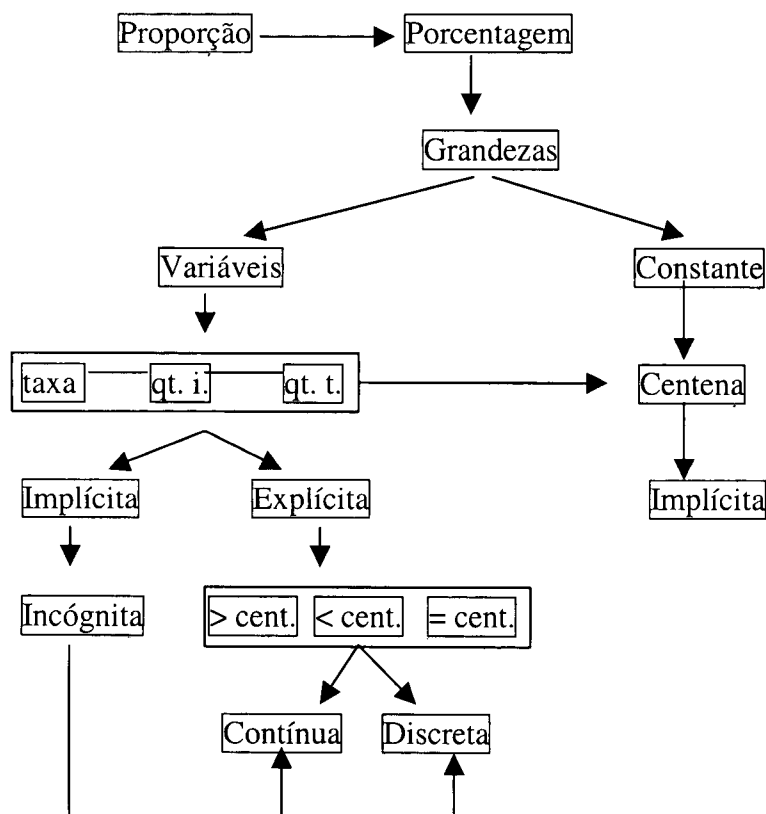 Proporção Porcentagem
Grandezas
Variáveis Constante
taxa qt. i. qt. t. Centena
Implícita Explícita Implícita
Incógnita > cent. < cent. = cent.
Contínua Discreta